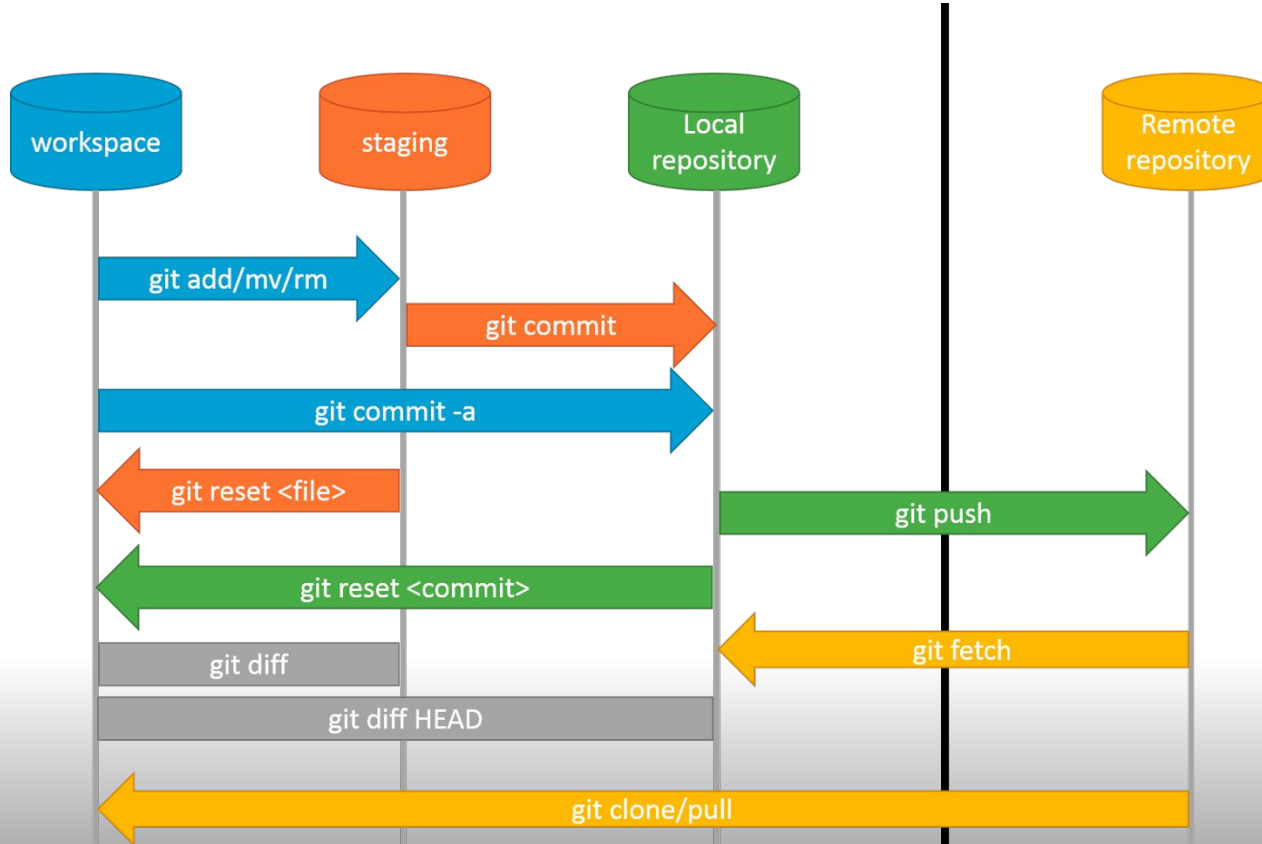 workspace
staging
Local
repository
Remote
repository
git add/mv/rm
git commit
git commit -a
git reset <file>
git push
git reset <commit>
git fetch
git diff
git diff HEAD
git clone/pull